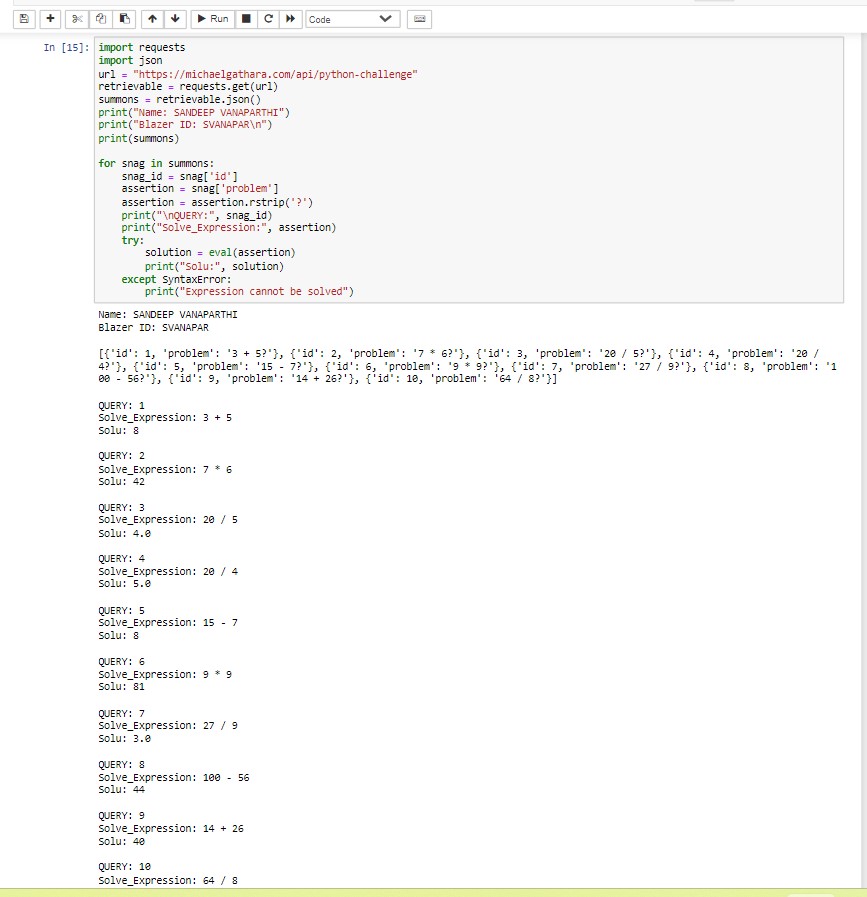 Run Code
In [15]: import requests
import json
url = "https://michaelgathara.com/api/python-challenge"
retrievable = requests.get(url)
summons = retrievable.json()
print("Name: SANDEEP VANAPARTHI")
print("Blazer ID: SVANAPAR\n")
print(summons)
for snag in summons:
    snag_id = snag['id']
    assertion = snag['problem']
    assertion = assertion.rstrip('?')
    print("\nQUERY:", snag_id)
    print("Solve_Expression:", assertion)
    try:
        solution = eval(assertion)
        print("Solu:", solution)
    except SyntaxError:
        print("Expression cannot be solved")
Name: SANDEEP VANAPARTHI
Blazer ID: SVANAPAR
[{'id': 1, 'problem': '3 + 5?'}, {'id': 2, 'problem': '7 * 6?'}, {'id': 3, 'problem': '20 / 5?'}, {'id': 4, 'problem': '20 /
4?'}, {'id': 5, 'problem': '15 - 7?'}, {'id': 6, 'problem': '9 * 9?'}, {'id': 7, 'problem': '27 / 9?'}, {'id': 8, 'problem': '1
00 - 56?'}, {'id': 9, 'problem': '14 + 26?'}, {'id': 10, 'problem': '64 / 8?'}]
QUERY: 1
Solve_Expression: 3 + 5
Solu: 8
QUERY: 2
Solve_Expression: 7 * 6
Solu: 42
QUERY: 3
Solve_Expression: 20 / 5
Solu: 4.0
QUERY: 4
Solve_Expression: 20 / 4
Solu: 5.0
QUERY: 5
Solve_Expression: 15 - 7
Solu: 8
QUERY: 6
Solve_Expression: 9 * 9
Solu: 81
QUERY: 7
Solve_Expression: 27 / 9
Solu: 3.0
QUERY: 8
Solve_Expression: 100 - 56
Solu: 44
QUERY: 9
Solve_Expression: 14 + 26
Solu: 40
QUERY: 10
Solve_Expression: 64 / 8